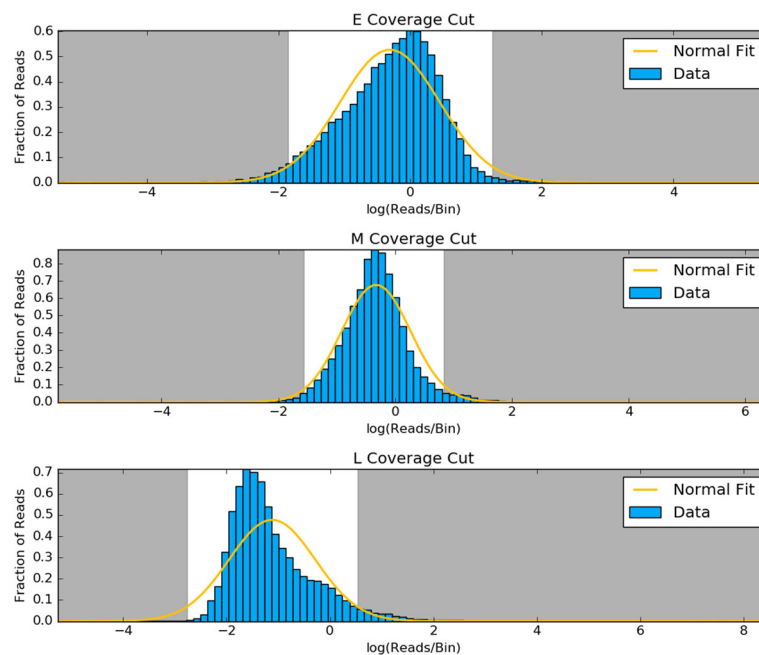 E Coverage Cut
0.6
0.5
0.4
0.3
0.2
0.1
0.0
Fraction of Reads
Normal Fit
Data
−4 −2 0 2 4
log(Reads/Bin)
M Coverage Cut
0.8
0.7
0.6
0.5
0.4
0.3
0.2
0.1
0.0
Fraction of Reads
Normal Fit
Data
−4 −2 0 2 4 6
log(Reads/Bin)
L Coverage Cut
0.7
0.6
0.5
0.4
0.3
0.2
0.1
0.0
Fraction of Reads
Normal Fit
Data
−4 −2 0 2 4 6 8
log(Reads/Bin)